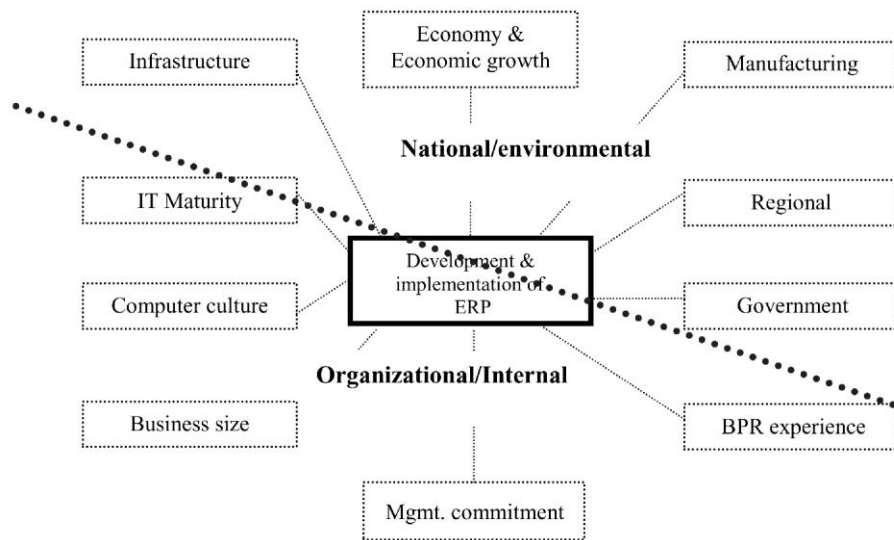 Economy &
Economic growth
Infrastructure
Manufacturing
National/environmental
IT Maturity
Regional
Development &
implementation of
ERP
Computer culture
Government
Organizational/Internal
Business size
BPR experience
Mgmt. commitment